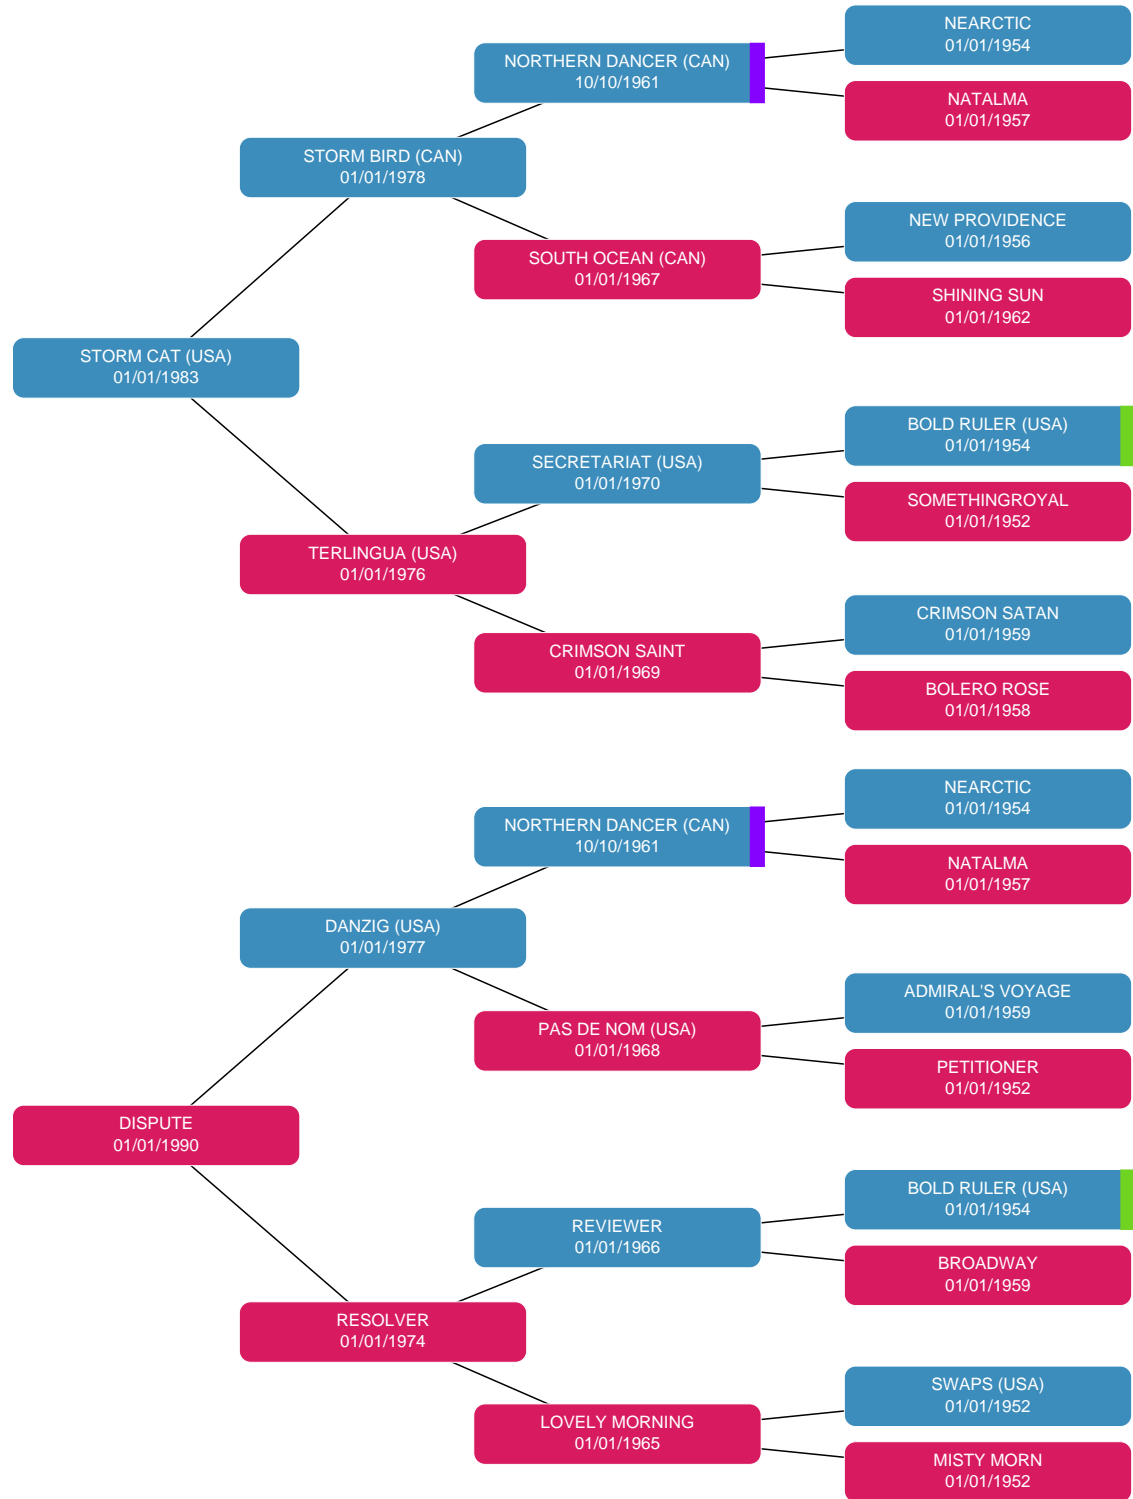 NEARCTIC
01/01/1954
NORTHERN DANCER (CAN)
10/10/1961
NATALMA
01/01/1957
STORM BIRD (CAN)
01/01/1978
NEW PROVIDENCE
01/01/1956
SOUTH OCEAN (CAN)
01/01/1967
SHINING SUN
01/01/1962
STORM CAT (USA)
01/01/1983
BOLD RULER (USA)
01/01/1954
SECRETARIAT (USA)
01/01/1970
SOMETHINGROYAL
01/01/1952
TERLINGUA (USA)
01/01/1976
CRIMSON SATAN
01/01/1959
CRIMSON SAINT
01/01/1969
BOLERO ROSE
01/01/1958
NEARCTIC
01/01/1954
NORTHERN DANCER (CAN)
10/10/1961
NATALMA
01/01/1957
DANZIG (USA)
01/01/1977
ADMIRAL'S VOYAGE
01/01/1959
PAS DE NOM (USA)
01/01/1968
PETITIONER
01/01/1952
DISPUTE
01/01/1990
BOLD RULER (USA)
01/01/1954
REVIEWER
01/01/1966
BROADWAY
01/01/1959
RESOLVER
01/01/1974
SWAPS (USA)
01/01/1952
LOVELY MORNING
01/01/1965
MISTY MORN
01/01/1952